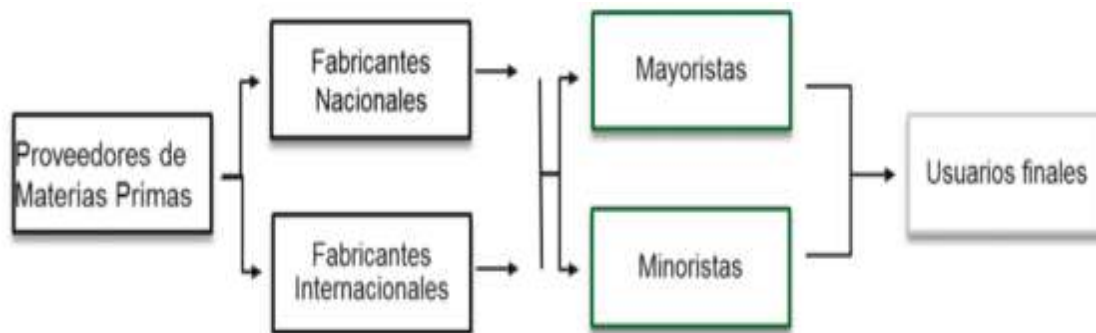 Proveedores de
Materias Primas
Fabricantes
Nacionales
Fabricantes
Internacionales
Mayoristas
Minoristas
Usuarios finales